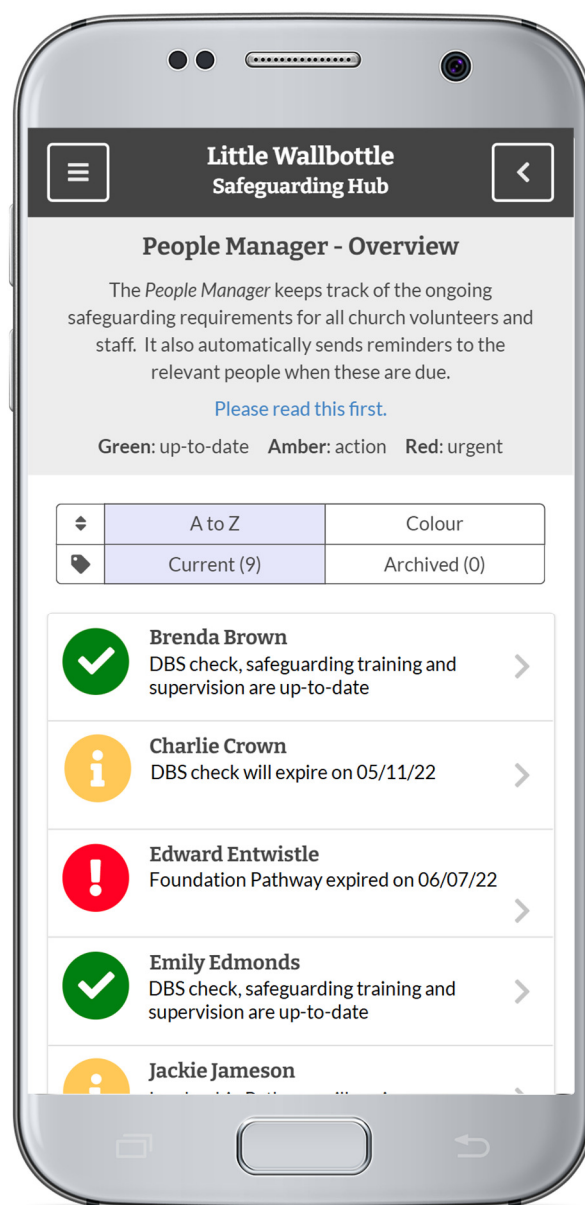 Little Wallbottle
Safeguarding Hub
People Manager - Overview
The People Manager keeps track of the ongoing
safeguarding requirements for all church volunteers and
staff. It also automatically sends reminders to the
relevant people when these are due.
Please read this first.
Green: up-to-date Amber: action Red: urgent
A to Z Colour
Current (9) Archived (0)
Brenda Brown
DBS check, safeguarding training and
supervision are up-to-date
Charlie Crown
DBS check will expire on 05/11/22
Edward Entwistle
Foundation Pathway expired on 06/07/22
Emily Edmonds
DBS check, safeguarding training and
supervision are up-to-date
Jackie Jameson